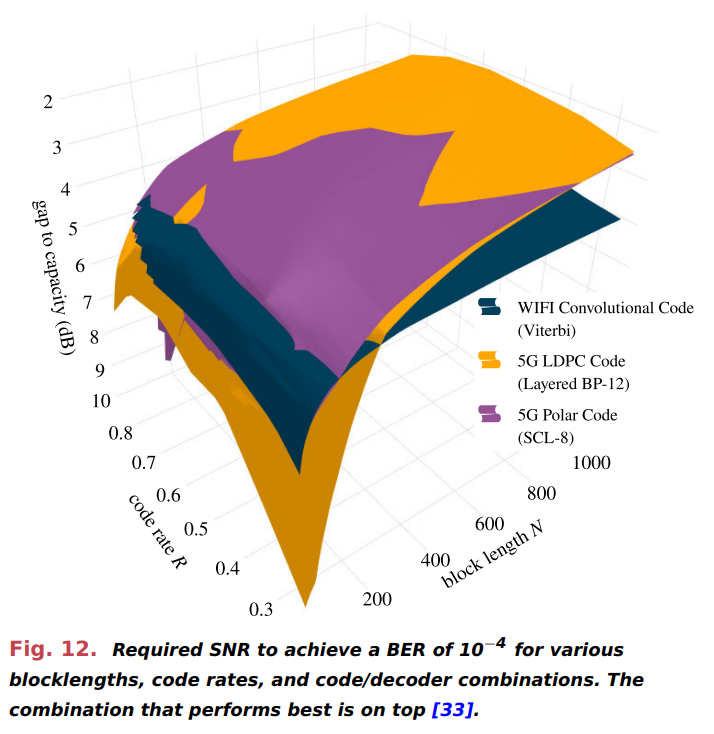 2
3
4
5
6
7
8
9
10
gap to capacity (dB)
0.8
0.7
0.6
0.5
0.4
0.3
code rate R
200
400
600
800
1000
block length N
WIFI Convolutional Code
(Viterbi)
5G LDPC Code
(Layered BP-12)
5G Polar Code
(SCL-8)
Fig. 12. Required SNR to achieve a BER of 10⁻⁴ for various
blocklengths, code rates, and code/decoder combinations. The
combination that performs best is on top [33].